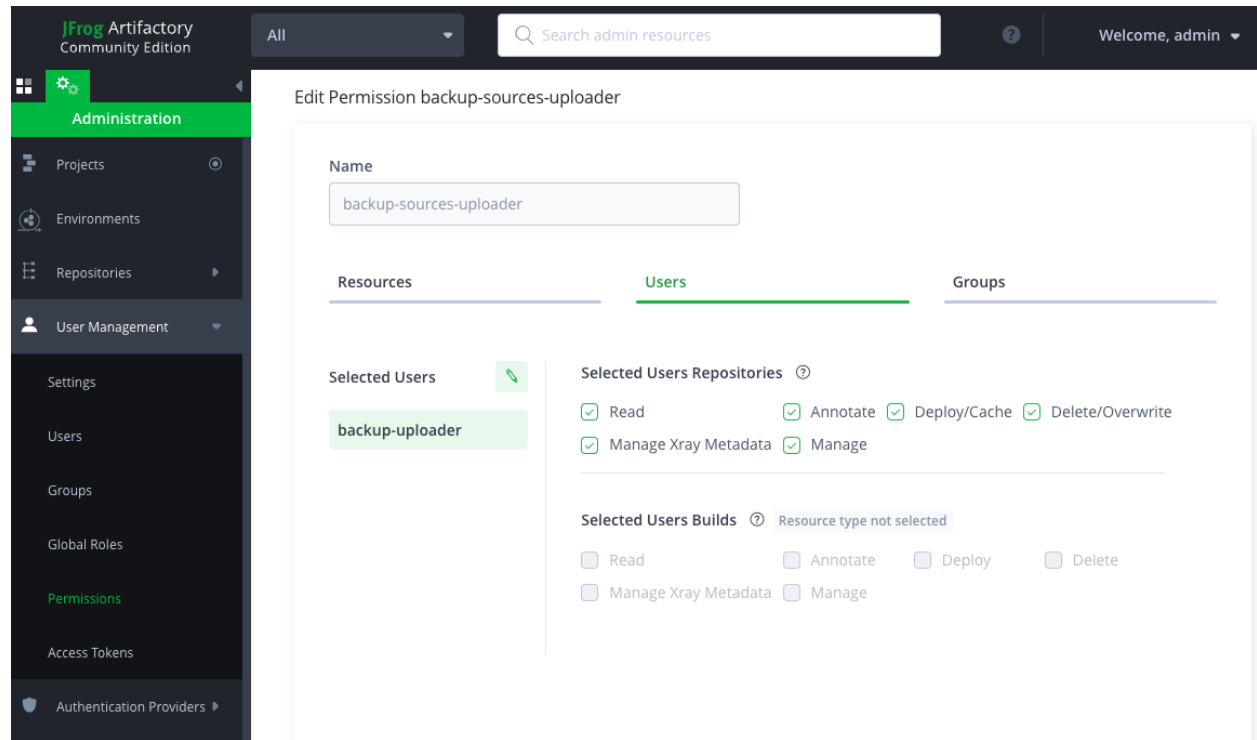 JFrog Artifactory
Community Edition
All
Search admin resources
Welcome, admin
Administration
Projects
Environments
Repositories
User Management
Settings
Users
Groups
Global Roles
Permissions
Access Tokens
Authentication Providers
Edit Permission backup-sources-uploader
Name
backup-sources-uploader
Resources Users Groups
Selected Users
backup-uploader
Selected Users Repositories
Read Annotate Deploy/Cache Delete/Overwrite
Manage Xray Metadata Manage
Selected Users Builds Resource type not selected
Read Annotate Deploy Delete
Manage Xray Metadata Manage